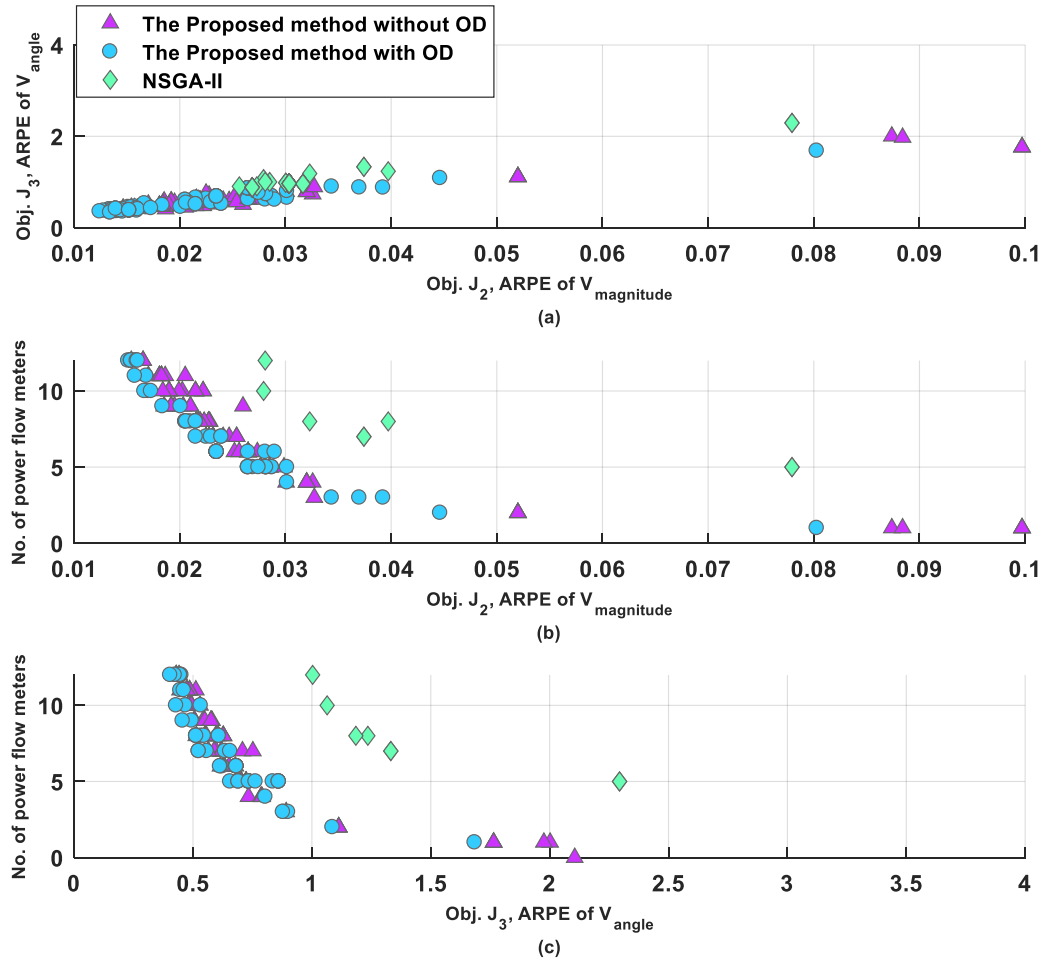 The Proposed method without OD
The Proposed method with OD
NSGA-II
Obj. J3, ARPE of Vangle
4
2
0
0.01 0.02 0.03 0.04 0.05 0.06 0.07 0.08 0.09 0.1
Obj. J2, ARPE of Vmagnitude
(a)
No. of power flow meters
10
5
0
0.01 0.02 0.03 0.04 0.05 0.06 0.07 0.08 0.09 0.1
Obj. J2, ARPE of Vmagnitude
(b)
No. of power flow meters
10
5
0
0 0.5 1 1.5 2 2.5 3 3.5 4
Obj. J3, ARPE of Vangle
(c)